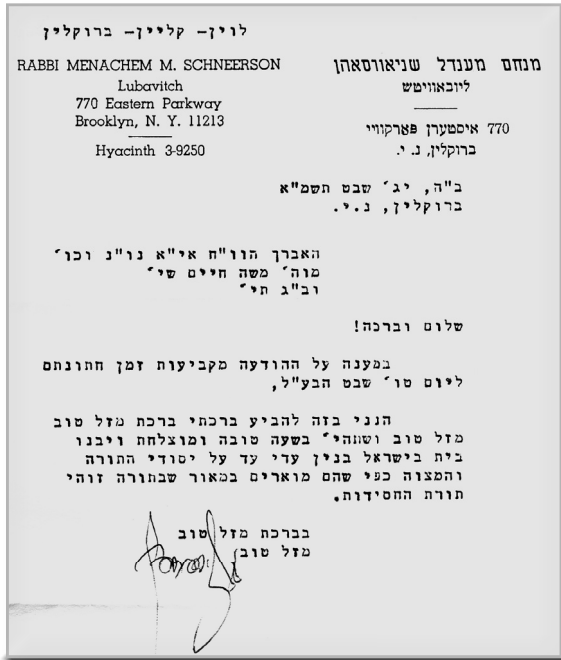 לוין- קליין- ברוקלין
RABBI MENACHEM M. SCHNEERSON
Lubavitch
770 Eastern Parkway
Brooklyn, N. Y. 11213
Hyacinth 3-9250
מנחם מענדל שניאורסאהן
ליובאוויטש
770 איסטערן פארקוויי
ברוקלין, נ. י.
ב"ה, יג' שבט תשמ"א
ברוקלין, נ.י.
האברך הוו"ח אי"א נו"נ וכו'
מוה' משה חיים שי'
וב"ג תי'
שלום וברכה!
במענה על ההודעה מקביעות זמן חתונתם
ליום טו' שבט הבע"ל,
הנני בזה להביע ברכתי ברכת מזל טוב
מזל טוב ושתהי' בשעה טובה ומוצלחת ויבנו
בית בישראל בנין עדי עד על יסודי התורה
והמצוה כפי שהם מוארים במאור שבתורה זוהי
תורת החסידות.
בברכת מזל טוב
מזל טוב